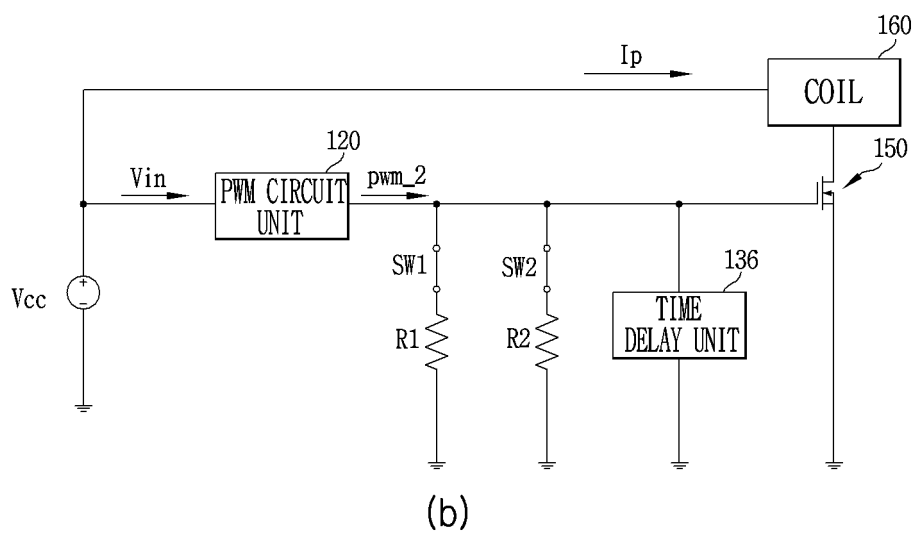 160
Ip
COIL
120
150
Vin
pwm_2
PWM CIRCUIT
UNIT
SW1
SW2
136
Vcc
+
−
TIME
DELAY UNIT
R1
R2
(b)